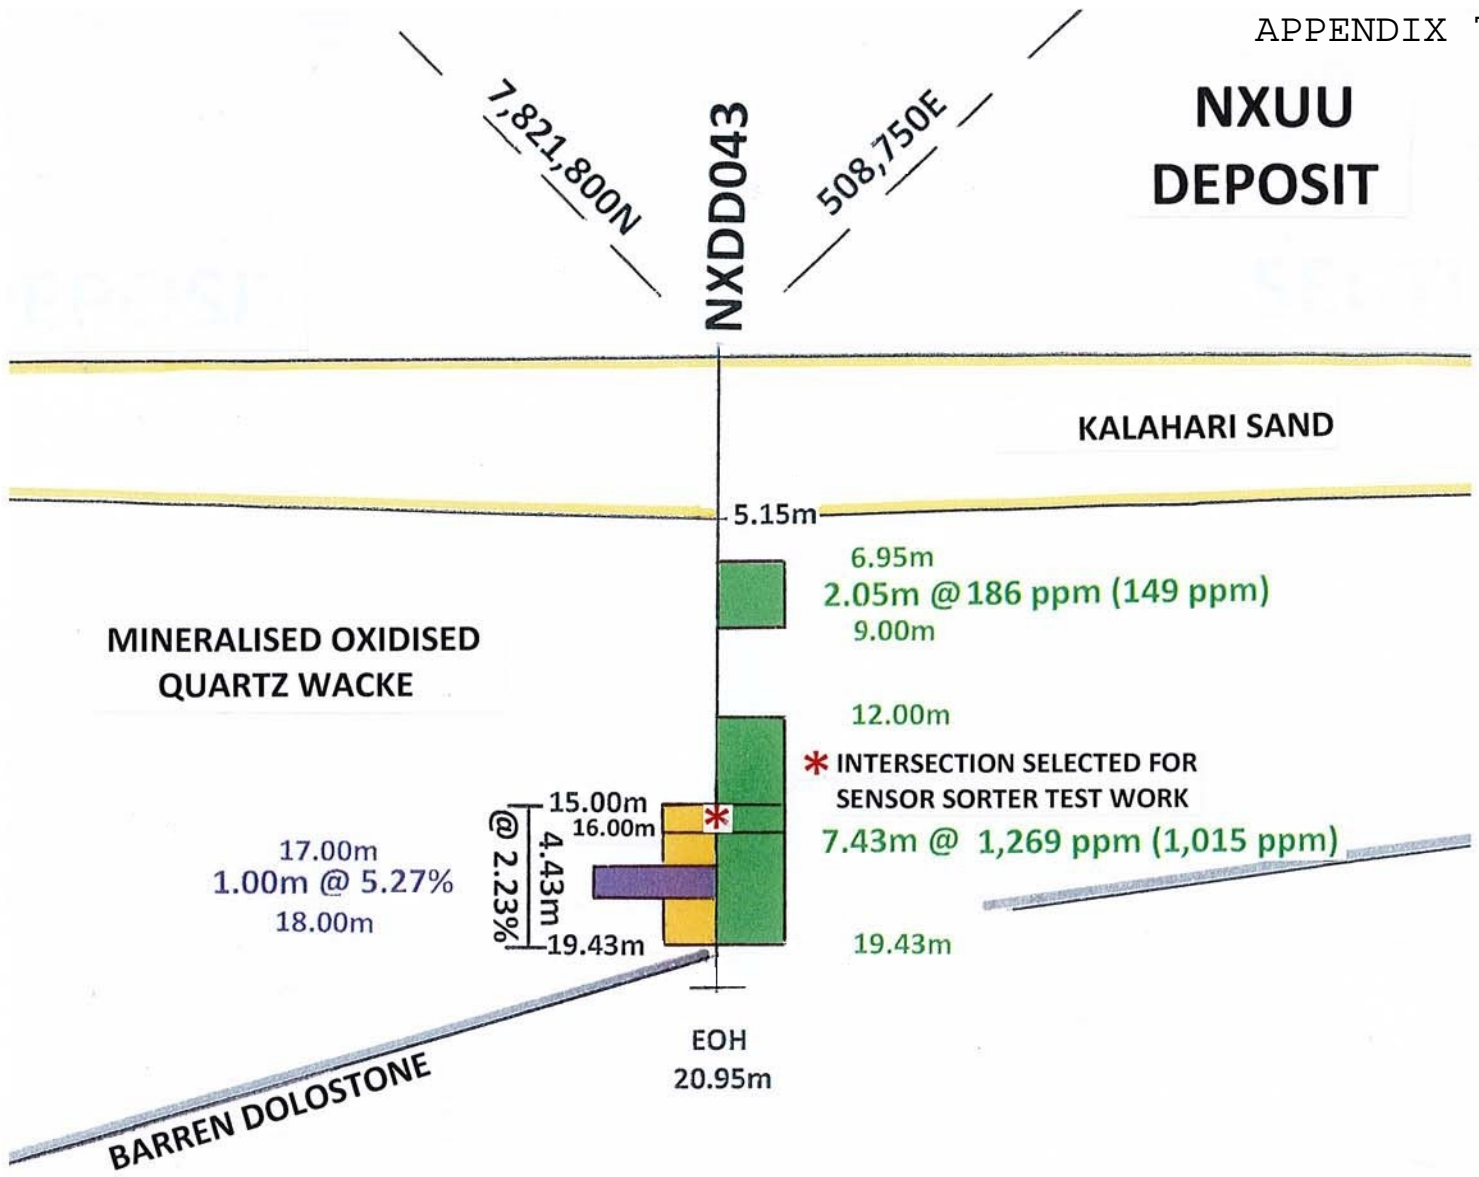 APPENDIX
NXUU
DEPOSIT
7,821,800N
NXDD043
508,750E
KALAHARI SAND
5.15m
6.95m
2.05m @ 186 ppm (149 ppm)
9.00m
MINERALISED OXIDISED
QUARTZ WACKE
12.00m
* INTERSECTION SELECTED FOR
SENSOR SORTER TEST WORK
7.43m @ 1,269 ppm (1,015 ppm)
19.43m
15.00m
16.00m
*
4.43m
@ 2.23%
19.43m
17.00m
1.00m @ 5.27%
18.00m
EOH
20.95m
BARREN DOLOSTONE